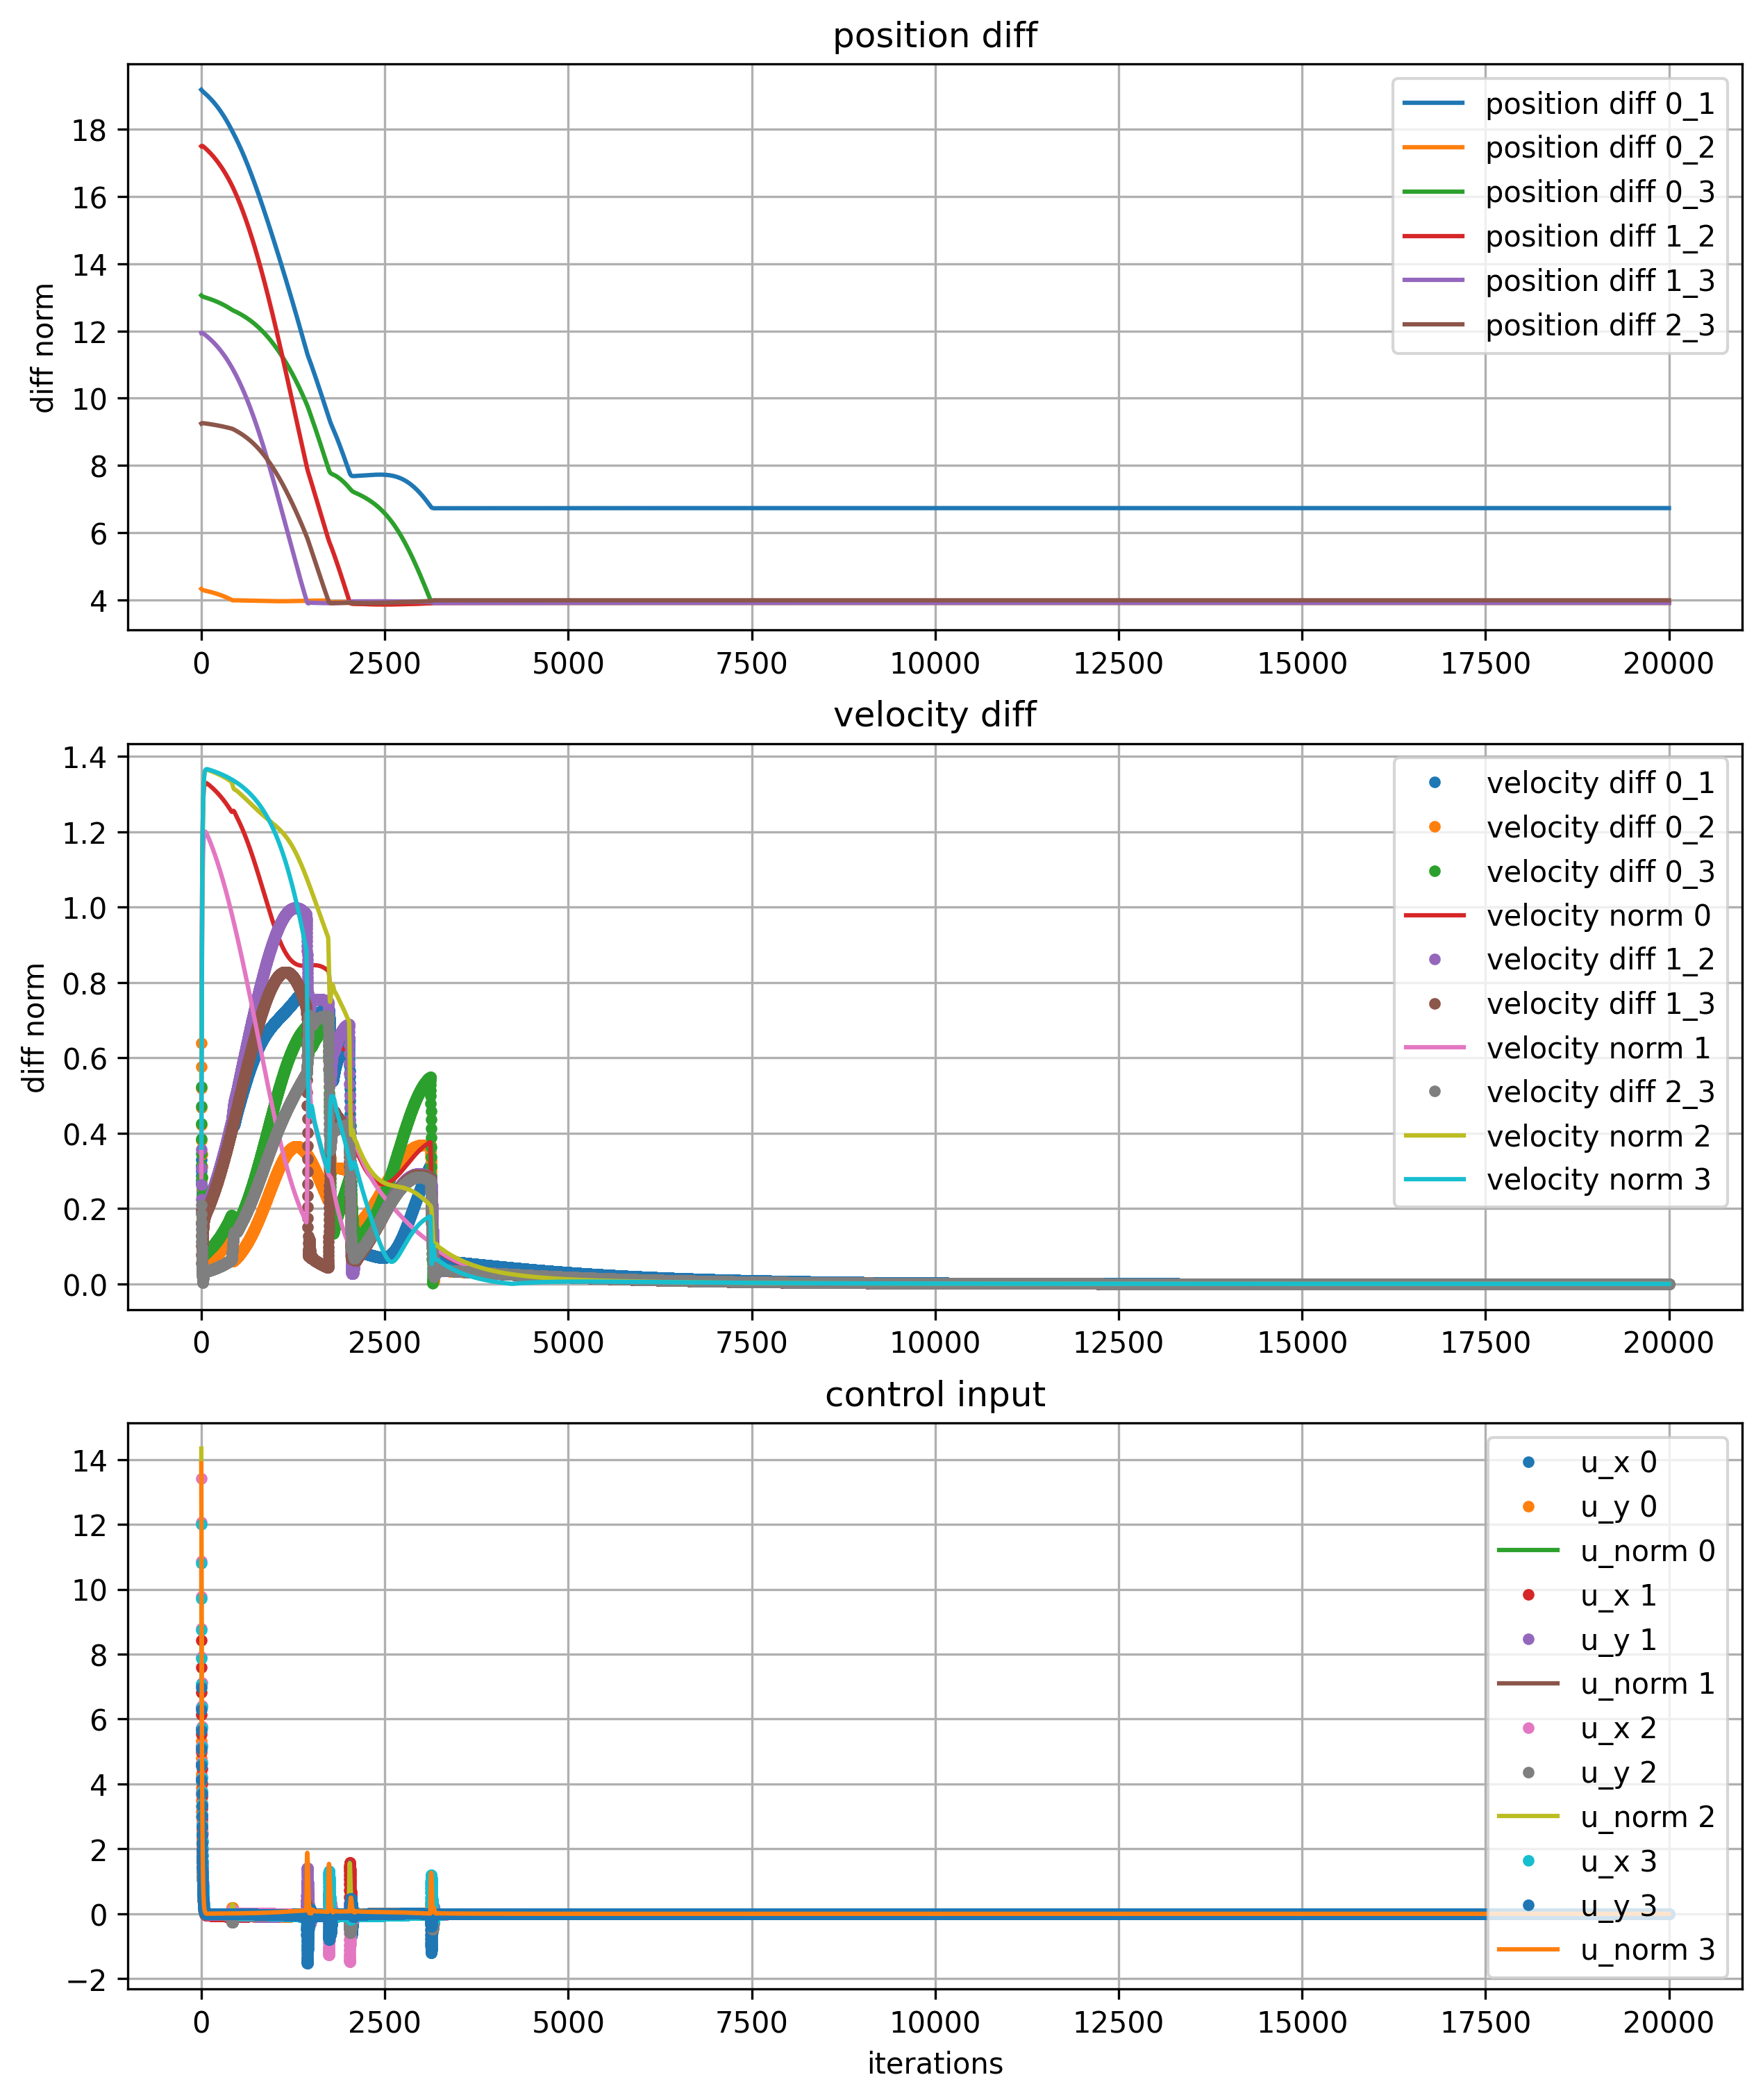 position diff
diff norm
18
16
14
12
10
8
6
4
0 2500 5000 7500 10000 12500 15000 17500 20000
position diff 0_1
position diff 0_2
position diff 0_3
position diff 1_2
position diff 1_3
position diff 2_3
velocity diff
diff norm
1.4
1.2
1.0
0.8
0.6
0.4
0.2
0.0
0 2500 5000 7500 10000 12500 15000 17500 20000
velocity diff 0_1
velocity diff 0_2
velocity diff 0_3
velocity norm 0
velocity diff 1_2
velocity diff 1_3
velocity norm 1
velocity diff 2_3
velocity norm 2
velocity norm 3
control input
14
12
10
8
6
4
2
0
−2
0 2500 5000 7500 10000 12500 15000 17500 20000
iterations
u_x 0
u_y 0
u_norm 0
u_x 1
u_y 1
u_norm 1
u_x 2
u_y 2
u_norm 2
u_x 3
u_y 3
u_norm 3